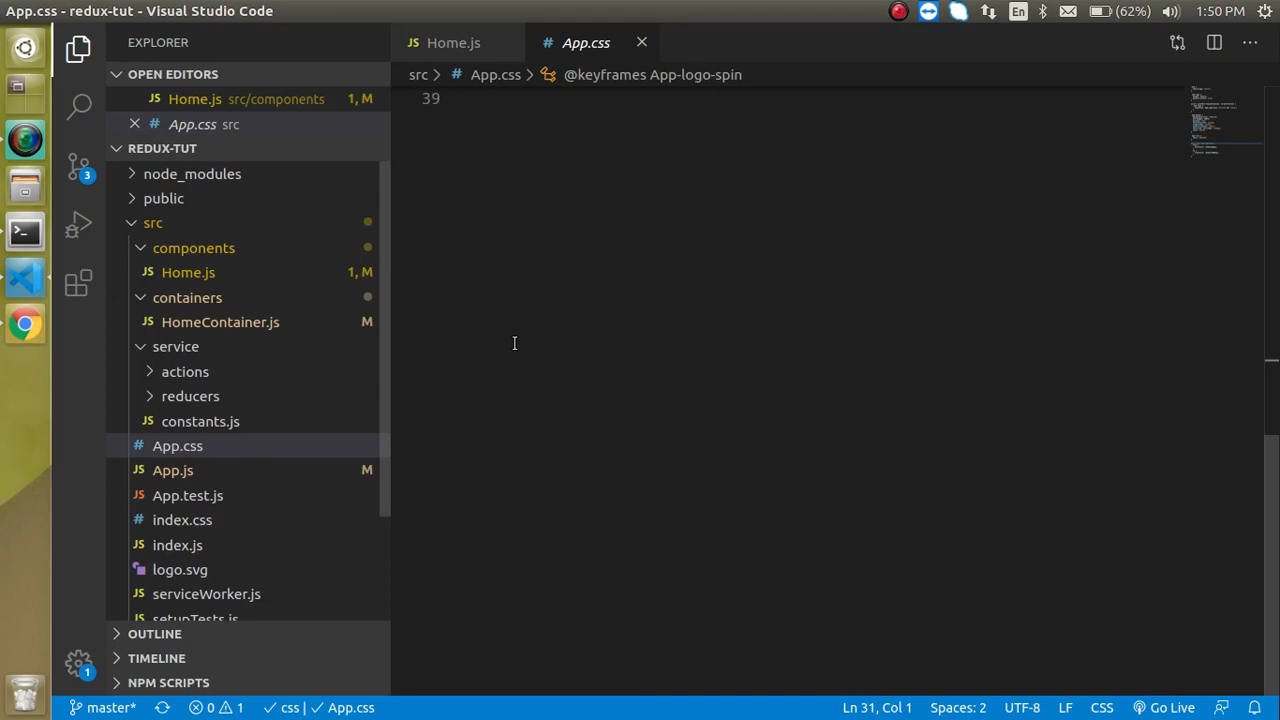 App.css - redux-tut - Visual Studio Code
En
(62%)
1:50 PM
EXPLORER
Home.js
App.css
OPEN EDITORS
src
App.css
@keyframes App-logo-spin
Home.js src/components 1, M
39
App.css src
REDUX-TUT
node_modules
public
3
src
components
Home.js 1, M
containers
HomeContainer.js M
service
actions
reducers
constants.js
App.css
App.js M
App.test.js
index.css
index.js
logo.svg
serviceWorker.js
setupTests.js
OUTLINE
TIMELINE
1
NPM SCRIPTS
master*
0
1
css | App.css
Ln 31, Col 1
Spaces: 2
UTF-8
LF
CSS
Go Live